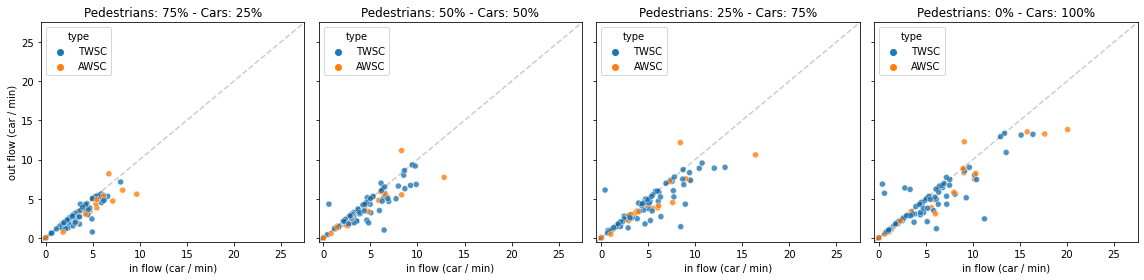 Pedestrians: 75% - Cars: 25%
Pedestrians: 50% - Cars: 50%
Pedestrians: 25% - Cars: 75%
Pedestrians: 0% - Cars: 100%
out flow (car / min)
25
20
15
10
5
0
type
TWSC
AWSC
type
TWSC
AWSC
type
TWSC
AWSC
type
TWSC
AWSC
0 5 10 15 20 25
0 5 10 15 20 25
0 5 10 15 20 25
0 5 10 15 20 25
in flow (car / min)
in flow (car / min)
in flow (car / min)
in flow (car / min)